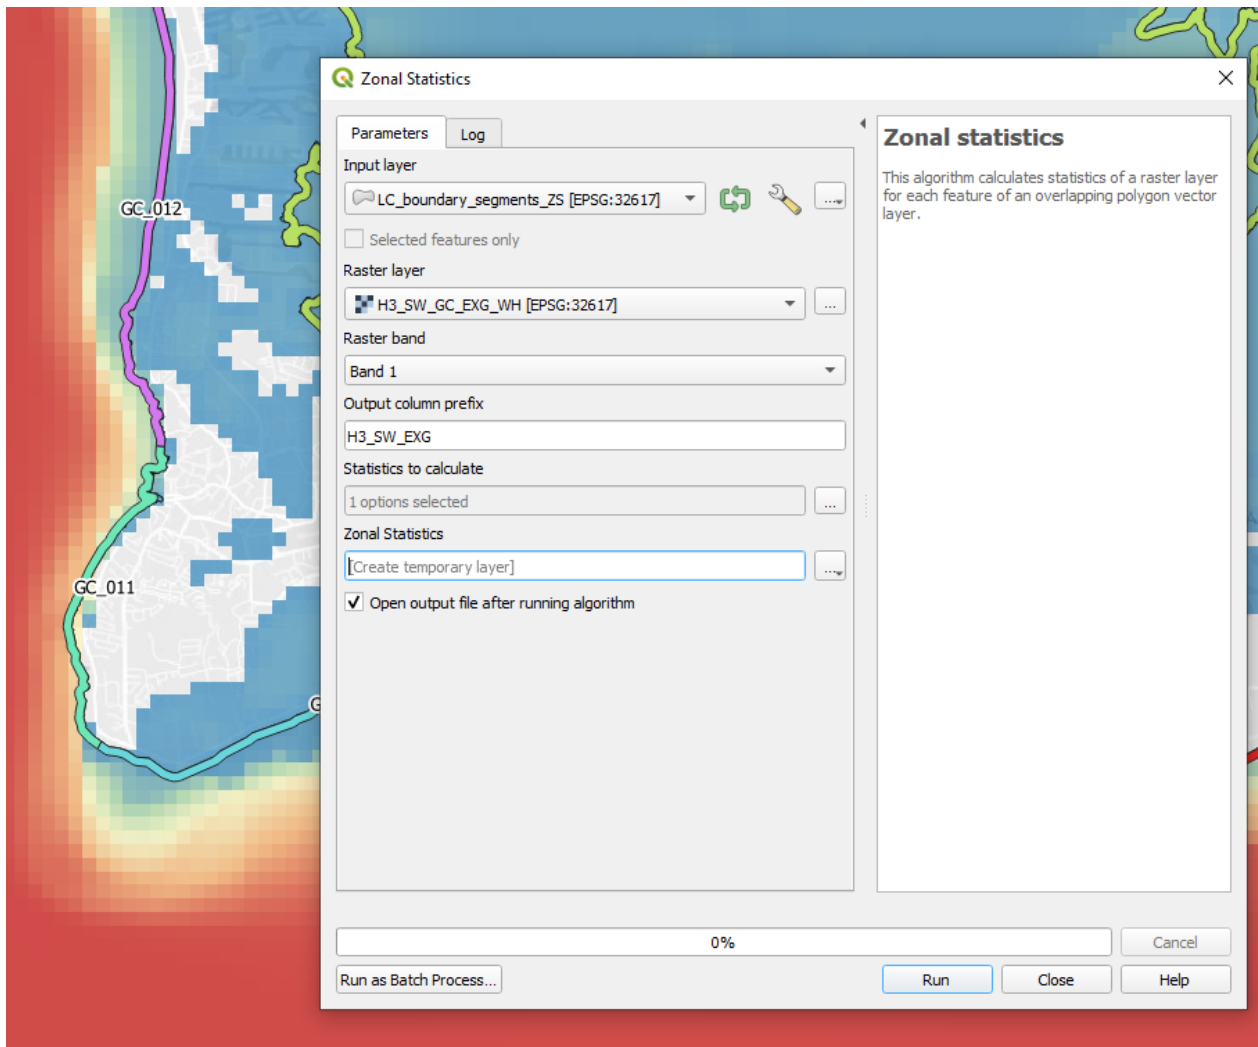 Zonal Statistics
Parameters
Log
Input layer
LC_boundary_segments_ZS [EPSG:32617]
...
Selected features only
Raster layer
H3_SW_GC_EXG_WH [EPSG:32617]
...
Raster band
Band 1
Output column prefix
H3_SW_EXG
Statistics to calculate
1 options selected
...
Zonal Statistics
[Create temporary layer]
...
Open output file after running algorithm
Zonal statistics
This algorithm calculates statistics of a raster layer
for each feature of an overlapping polygon vector
layer.
0%
Cancel
Run as Batch Process...
Run
Close
Help
GC_012
GC_011
G